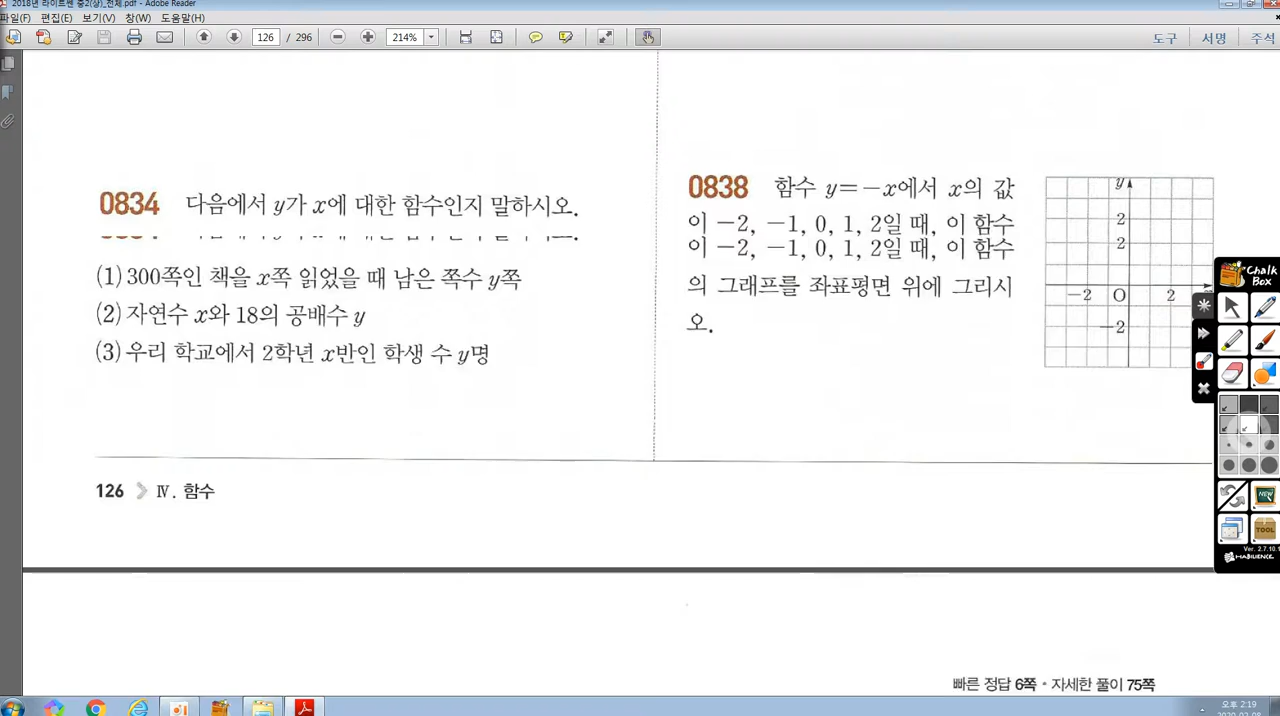 2018년 라이트쎈 중2(상)_전체.pdf - Adobe Reader
파일(F) 편집(E) 보기(V) 창(W) 도움말(H)
126 / 296 214%
도구 서명 주석
0834 다음에서 y가 x에 대한 함수인지 말하시오.
(1) 300쪽인 책을 x쪽 읽었을 때 남은 쪽수 y쪽
(2) 자연수 x와 18의 공배수 y
(3) 우리 학교에서 2학년 x반인 학생 수 y명
0838 함수 y=-x에서 x의 값
이 -2, -1, 0, 1, 2일 때, 이 함수
이 -2, -1, 0, 1, 2일 때, 이 함수
의 그래프를 좌표평면 위에 그리시
오.
y
2
2
-2 O 2
-2
Chalk
Box
NEW
TOOL
Ver. 2.7.10.1
HABILIENCE
126 Ⅳ. 함수
빠른 정답 6쪽 · 자세한 풀이 75쪽
오후 2:19